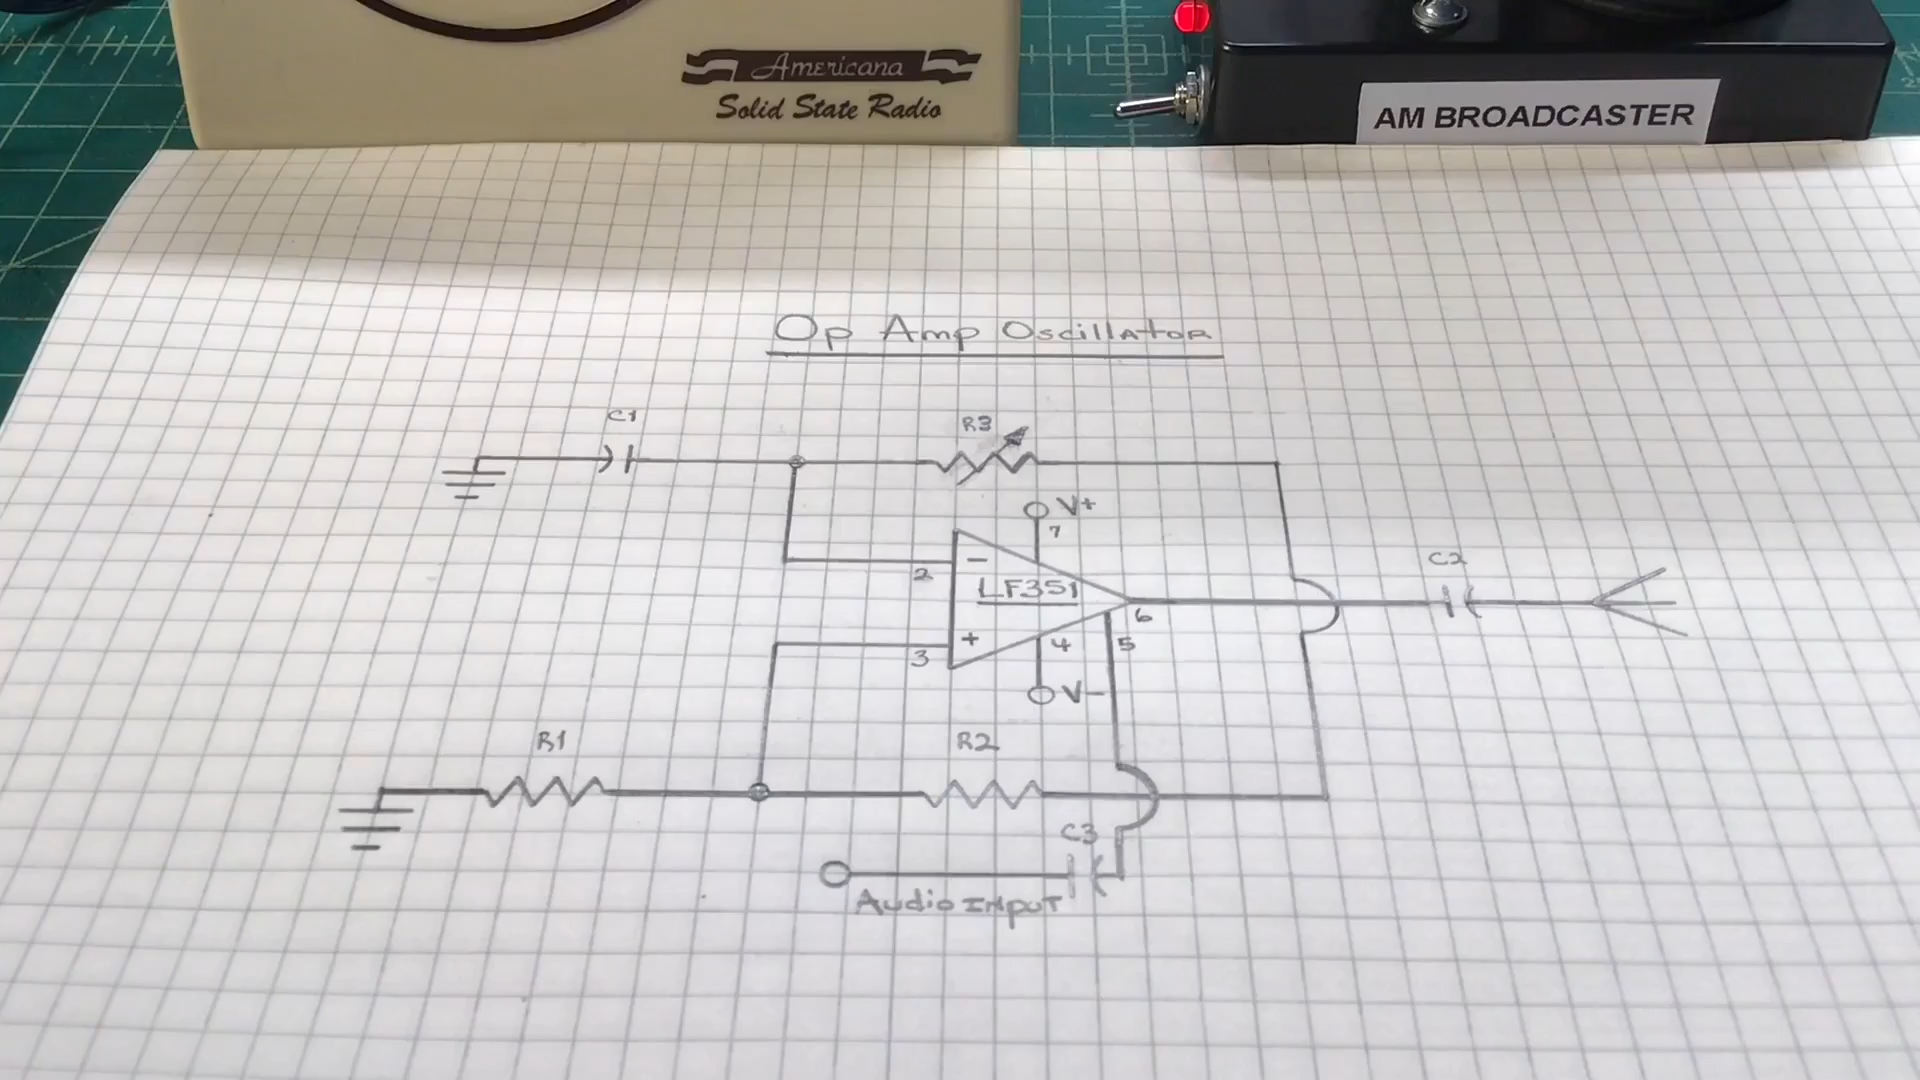 Americana
Solid State Radio
AM BROADCASTER
Op Amp Oscillator
C1
R3
V+
7
C2
2
−
LF351
6
+
3
4
5
V−
R1
R2
C3
Audio Input